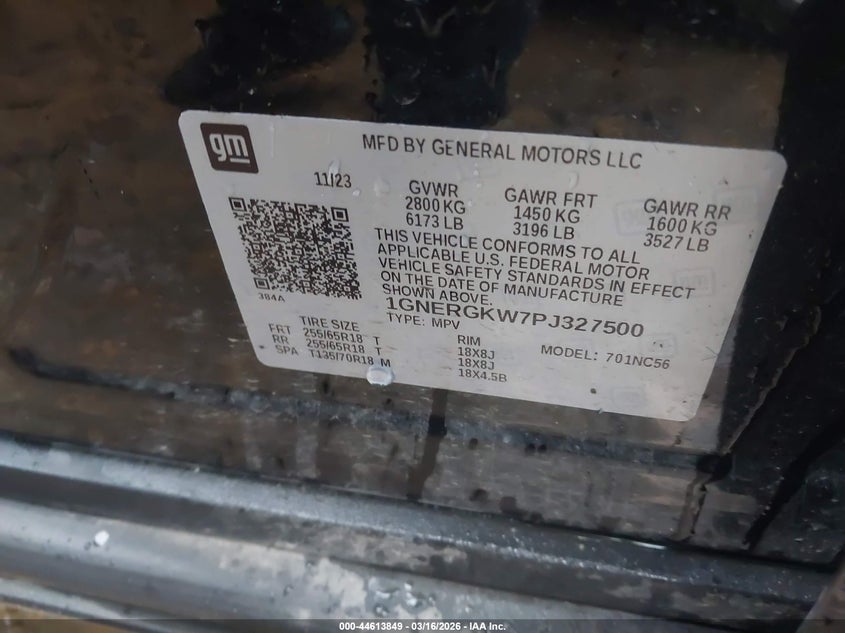 gm
MFD BY GENERAL MOTORS LLC
11/23
GVWR
2800 KG
6173 LB
GAWR FRT
1450 KG
3196 LB
GAWR RR
1600 KG
3527 LB
THIS VEHICLE CONFORMS TO ALL
APPLICABLE U.S. FEDERAL MOTOR
VEHICLE SAFETY STANDARDS IN EFFECT
ON THE DATE OF MANUFACTURE
SHOWN ABOVE.
384A
1GNERGKW7PJ327500
TYPE: MPV
MODEL: 701NC56
TIRE SIZE
RIM
FRT 255/65R18 T 18X8J
RR 255/65R18 T 18X8J
SPA T135/70R18 M 18X4.5B
000-44613849 - 03/16/2026 - IAA Inc.